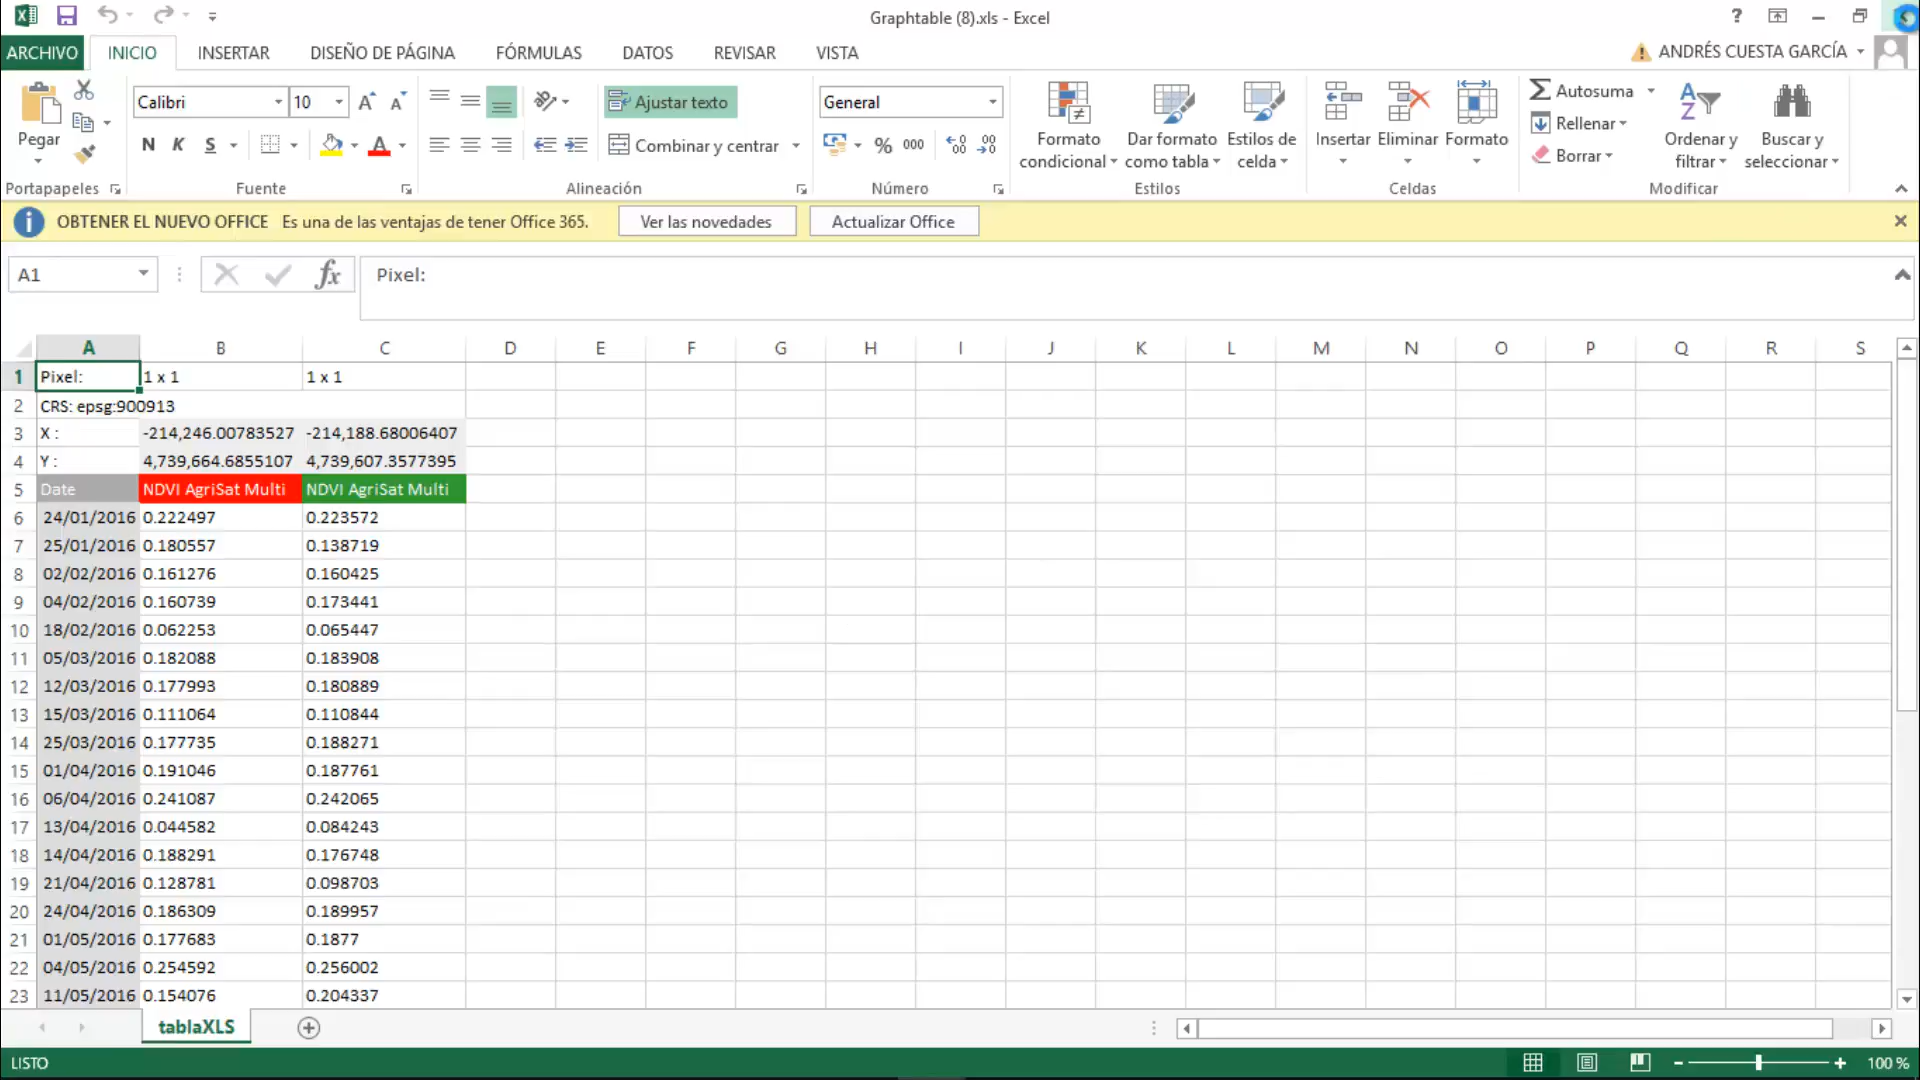 Graphtable (8).xls - Excel
?
ARCHIVO INICIO INSERTAR DISEÑO DE PÁGINA FÓRMULAS DATOS REVISAR VISTA ANDRÉS CUESTA GARCÍA
Pegar
Portapapeles
Calibri 10
N K S
Fuente
Ajustar texto
Combinar y centrar
Alineación
General
% 000
Número
Formato condicional
Dar formato como tabla
Estilos de celda
Estilos
Insertar Eliminar Formato
Celdas
Autosuma
Rellenar
Borrar
Ordenar y filtrar
Buscar y seleccionar
Modificar
OBTENER EL NUEVO OFFICE Es una de las ventajas de tener Office 365. Ver las novedades Actualizar Office
A1 fx Pixel:
A B C D E F G H I J K L M N O P Q R S
1 Pixel: 1 x 1 1 x 1
2 CRS: epsg:900913
3 X : -214,246.00783527 -214,188.68006407
4 Y : 4,739,664.6855107 4,739,607.3577395
5 Date NDVI AgriSat Multi NDVI AgriSat Multi
6 24/01/2016 0.222497 0.223572
7 25/01/2016 0.180557 0.138719
8 02/02/2016 0.161276 0.160425
9 04/02/2016 0.160739 0.173441
10 18/02/2016 0.062253 0.065447
11 05/03/2016 0.182088 0.183908
12 12/03/2016 0.177993 0.180889
13 15/03/2016 0.111064 0.110844
14 25/03/2016 0.177735 0.188271
15 01/04/2016 0.191046 0.187761
16 06/04/2016 0.241087 0.242065
17 13/04/2016 0.044582 0.084243
18 14/04/2016 0.188291 0.176748
19 21/04/2016 0.128781 0.098703
20 24/04/2016 0.186309 0.189957
21 01/05/2016 0.177683 0.1877
22 04/05/2016 0.254592 0.256002
23 11/05/2016 0.154076 0.204337
tablaXLS
LISTO 100 %